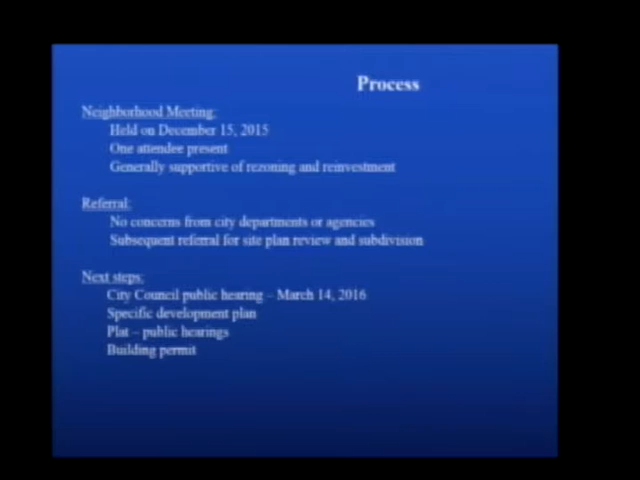 Process
Neighborhood Meeting:
Held on December 15, 2015
One attendee present
Generally supportive of rezoning and reinvestment
Referral:
No concerns from city departments or agencies
Subsequent referral for site plan review and subdivision
Next steps:
City Council public hearing – March 14, 2016
Specific development plan
Plat – public hearings
Building permit